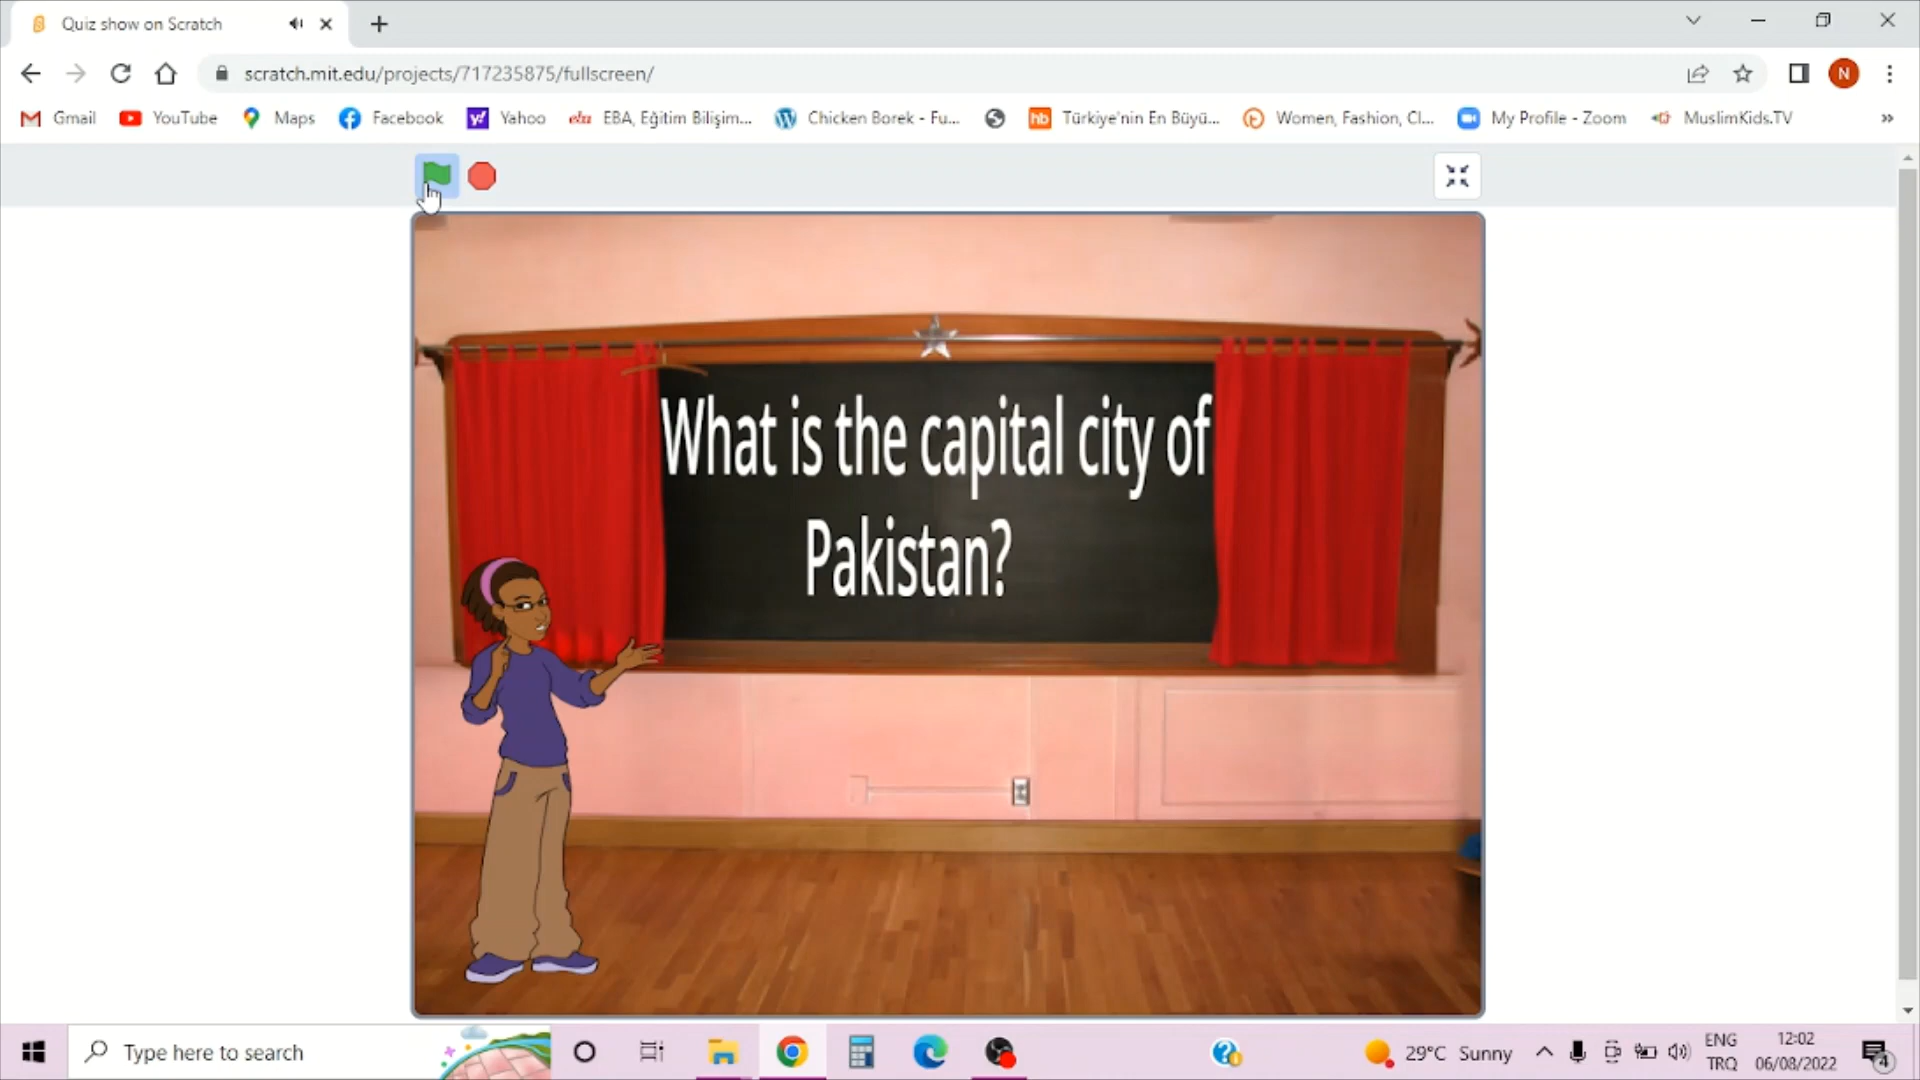 Quiz show on Scratch
scratch.mit.edu/projects/717235875/fullscreen/
N
Gmail
YouTube
Maps
Facebook
Yahoo
EBA, Eğitim Bilişim...
Chicken Borek - Fu...
hb Türkiye'nin En Büyü...
Women, Fashion, Cl...
My Profile - Zoom
MuslimKids.TV
»
What is the capital city of
Pakistan?
Type here to search
29°C Sunny
ENG
TRQ
12:02
06/08/2022
4